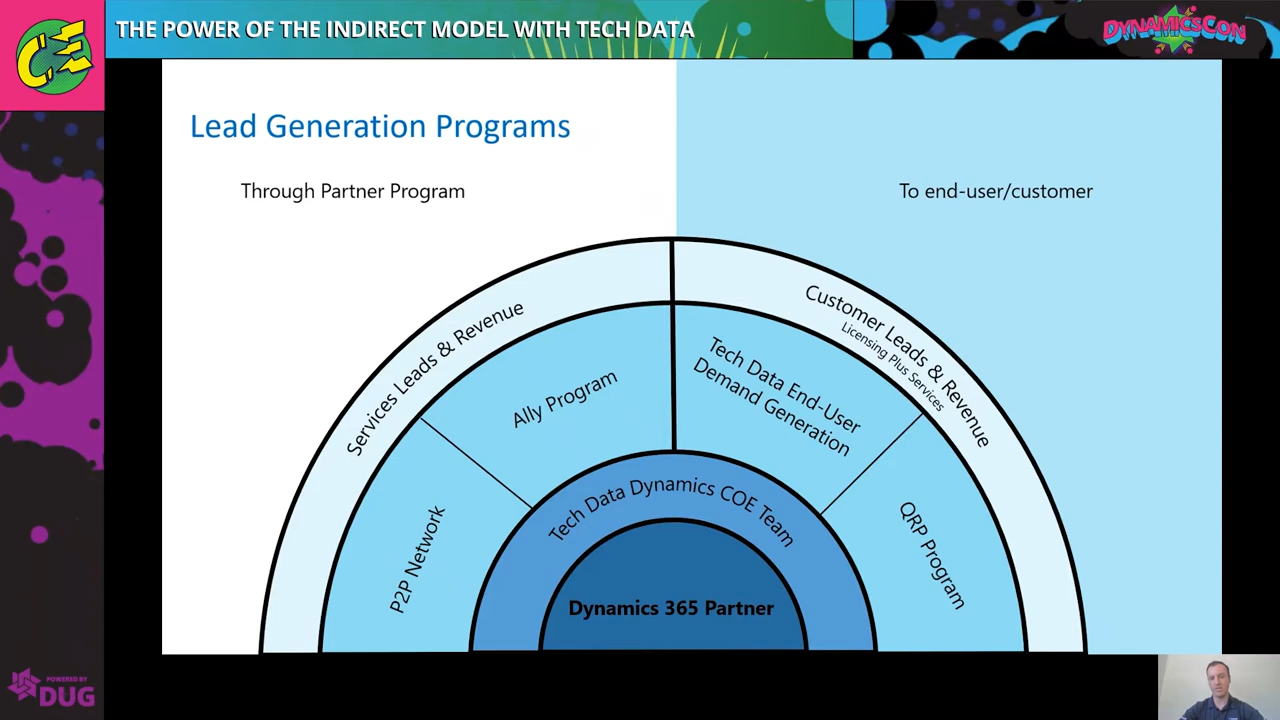 CE
THE POWER OF THE INDIRECT MODEL WITH TECH DATA
DYNAMICSCON
Lead Generation Programs
Through Partner Program
To end-user/customer
Services Leads & Revenue
Customer Leads & Revenue
Licensing Plus Services
Ally Program
Tech Data End-User
Demand Generation
P2P Network
Tech Data Dynamics COE Team
QRP Program
Dynamics 365 Partner
POWERED BY
DUG